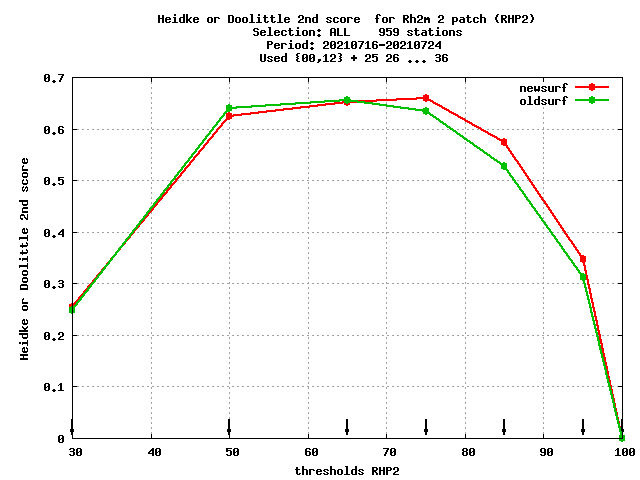 Heidke or Doolittle 2nd score  for Rh2m 2 patch (RHP2)
Selection: ALL    959 stations
Period: 20210716-20210724
Used {00,12} + 25 26 ... 36
newsurf
oldsurf
0.7
0.6
0.5
0.4
0.3
0.2
0.1
0
Heidke or Doolittle 2nd score
30 40 50 60 70 80 90 100
thresholds RHP2